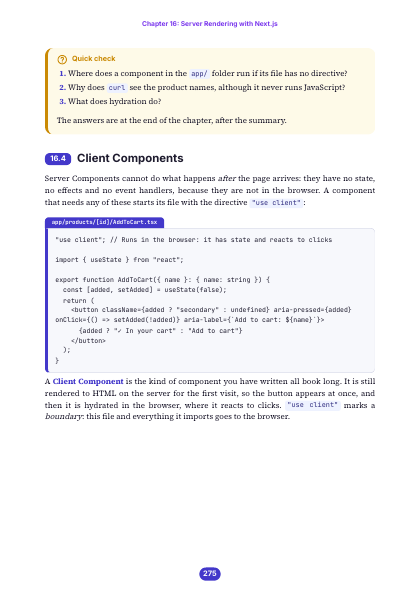 Chapter 16: Server Rendering with Next.js
Quick check
1. Where does a component in the app/ folder run if its file has no directive?
2. Why does curl see the product names, although it never runs JavaScript?
3. What does hydration do?
The answers are at the end of the chapter, after the summary.
16.4 Client Components
Server Components cannot do what happens after the page arrives: they have no state,
no effects and no event handlers, because they are not in the browser. A component
that needs any of these starts its file with the directive "use client":
app/products/[id]/AddToCart.tsx
"use client"; // Runs in the browser: it has state and reacts to clicks
import { useState } from "react";
export function AddToCart({ name }: { name: string }) {
const [added, setAdded] = useState(false);
return (
<button className={added ? "secondary" : undefined} aria-pressed={added}
onClick={() => setAdded(!added)} aria-label={`Add to cart: ${name}`}>
{added ? "✓ In your cart" : "Add to cart"}
</button>
);
}
A Client Component is the kind of component you have written all book long. It is still
rendered to HTML on the server for the first visit, so the button appears at once, and
then it is hydrated in the browser, where it reacts to clicks. "use client" marks a
boundary: this file and everything it imports goes to the browser.
275